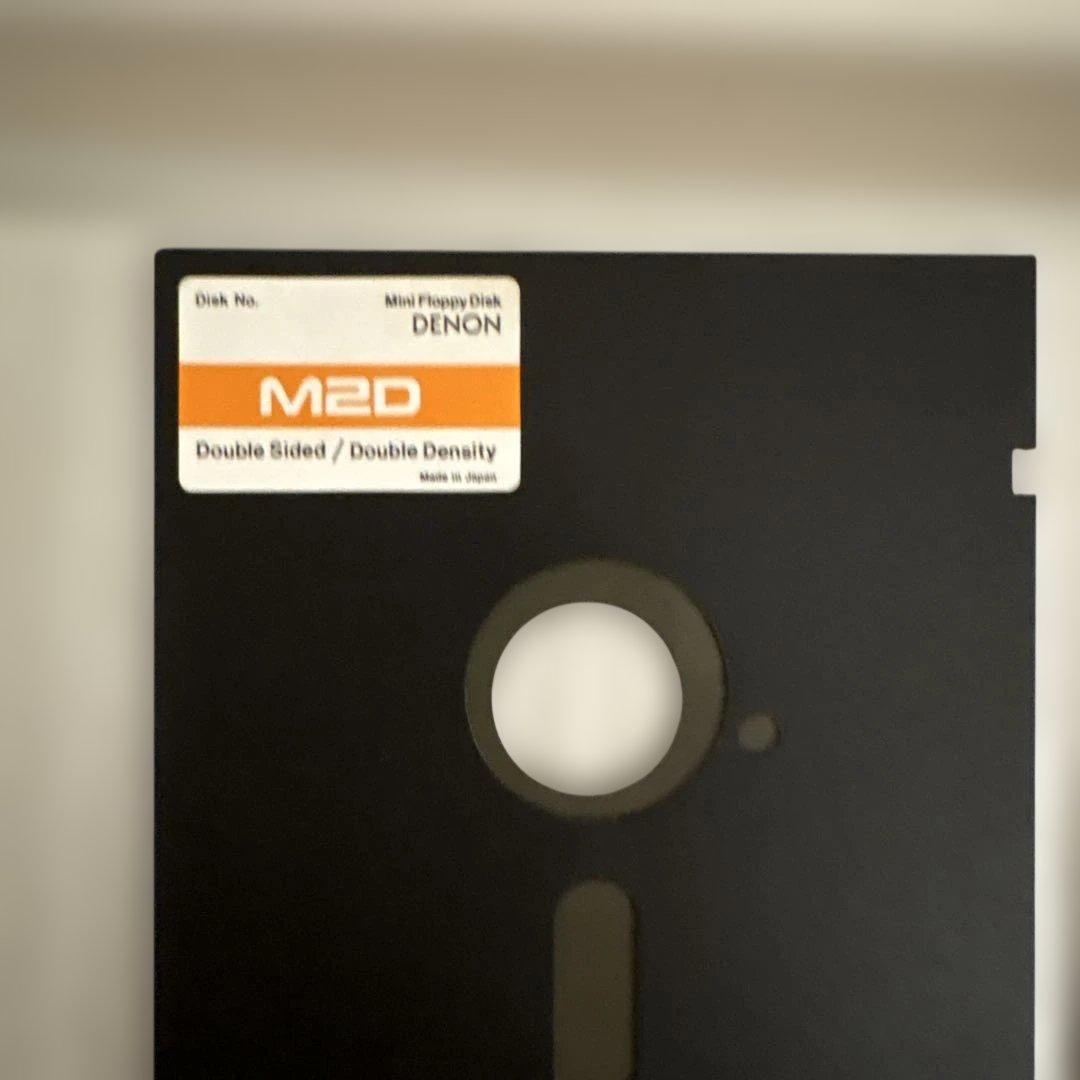 Disk No.
Mini Floppy Disk
DENON
M2D
Double Sided / Double Density
Made in Japan